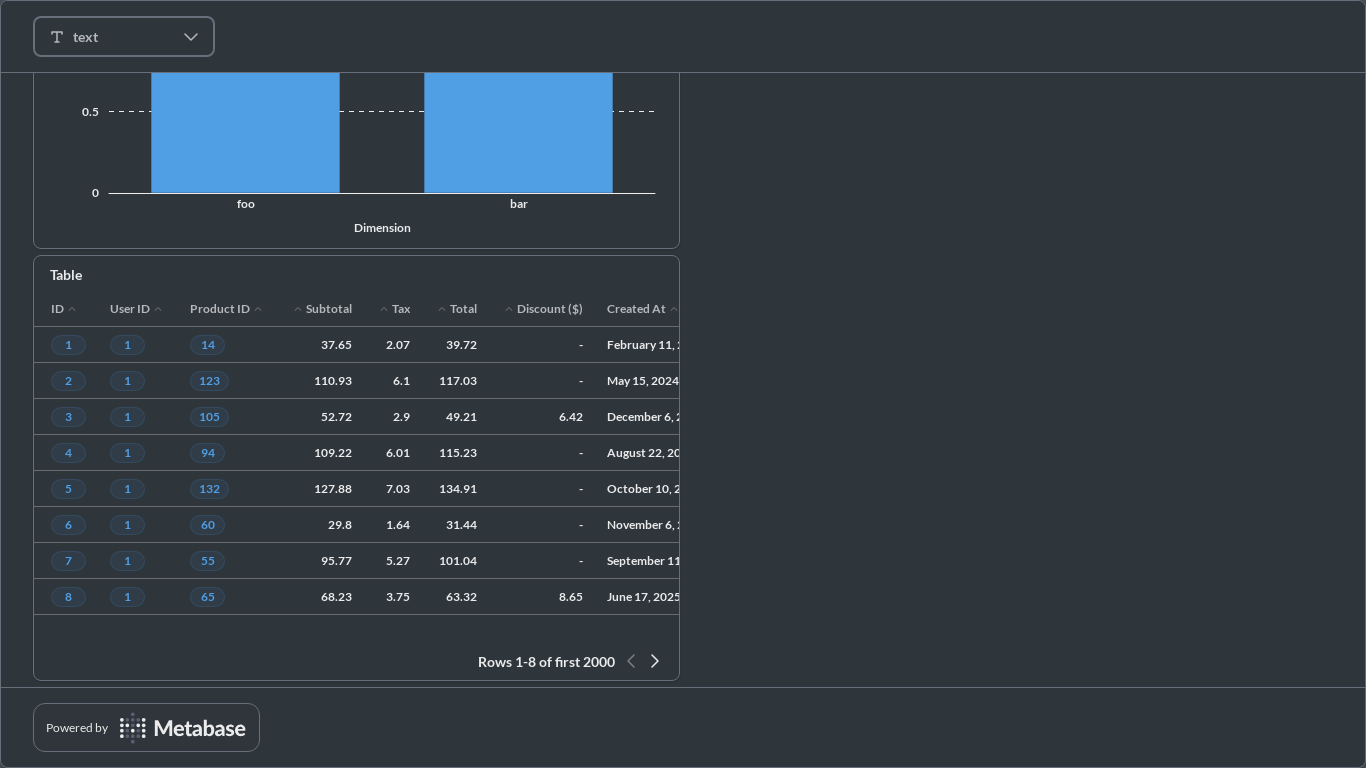 text
0.5
0
foo bar
Dimension
Table
ID User ID Product ID Subtotal Tax Total Discount ($) Created At
1 1 14 37.65 2.07 39.72 - February 11,
2 1 123 110.93 6.1 117.03 - May 15, 2024
3 1 105 52.72 2.9 49.21 6.42 December 6,
4 1 94 109.22 6.01 115.23 - August 22, 20
5 1 132 127.88 7.03 134.91 - October 10, 2
6 1 60 29.8 1.64 31.44 - November 6,
7 1 55 95.77 5.27 101.04 - September 11
8 1 65 68.23 3.75 63.32 8.65 June 17, 2025
Rows 1-8 of first 2000
Powered by Metabase